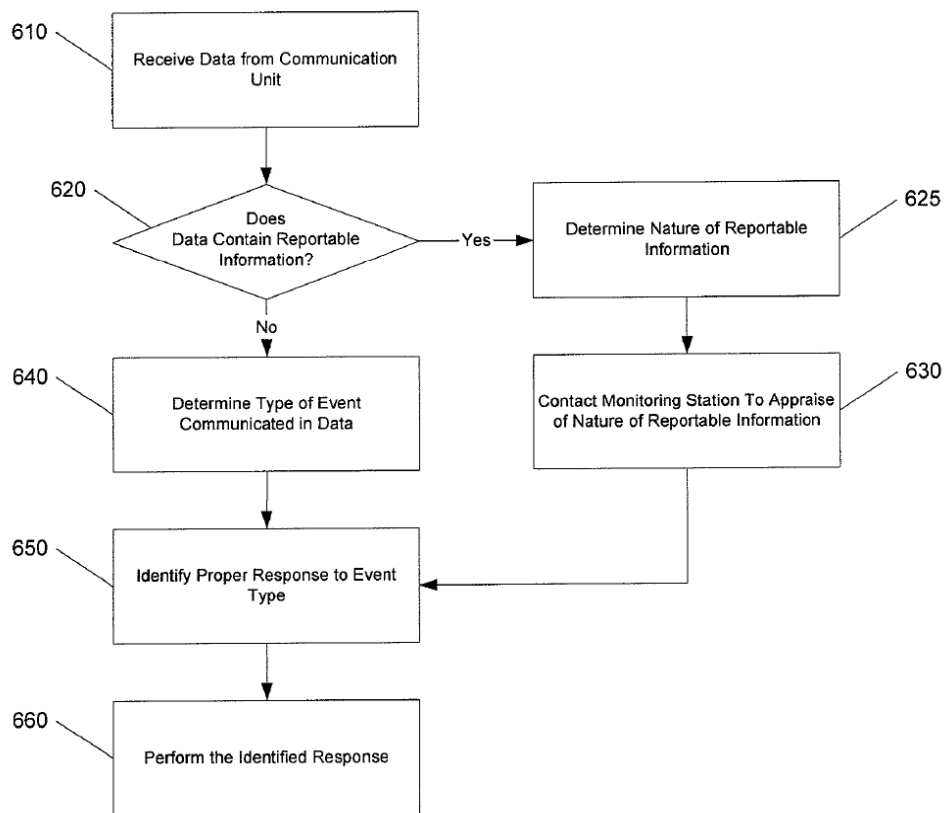 610
Receive Data from Communication
Unit
620
Does
Data Contain Reportable
Information?
Yes
625
Determine Nature of Reportable
Information
No
630
Contact Monitoring Station To Appraise
of Nature of Reportable Information
640
Determine Type of Event
Communicated in Data
650
Identify Proper Response to Event
Type
660
Perform the Identified Response